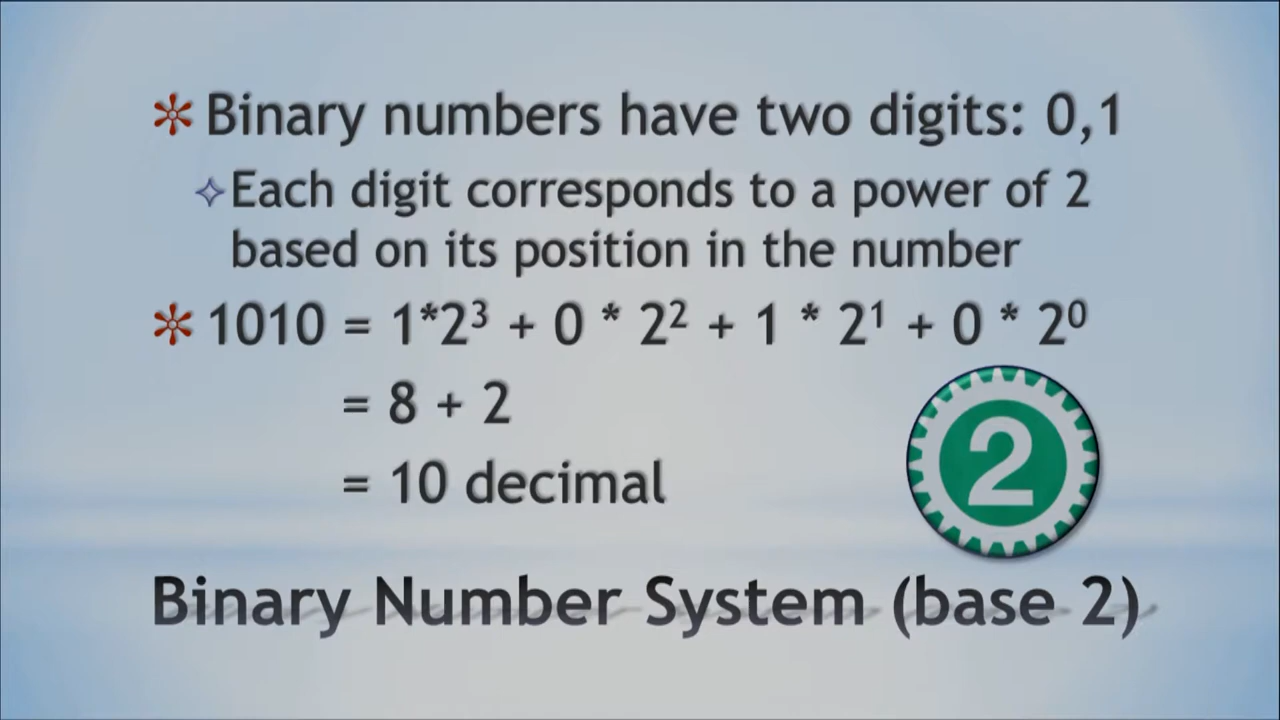 Binary numbers have two digits: 0,1
Each digit corresponds to a power of 2
based on its position in the number
1010 = 1*2³ + 0 * 2² + 1 * 2¹ + 0 * 2⁰
= 8 + 2
= 10 decimal
2
Binary Number System (base 2)